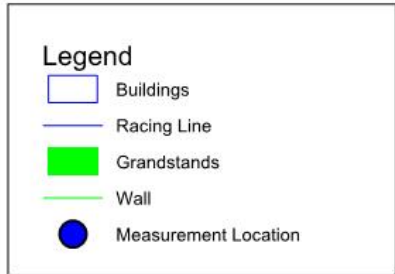 Legend
Buildings
Racing Line
Grandstands
Wall
Measurement Location